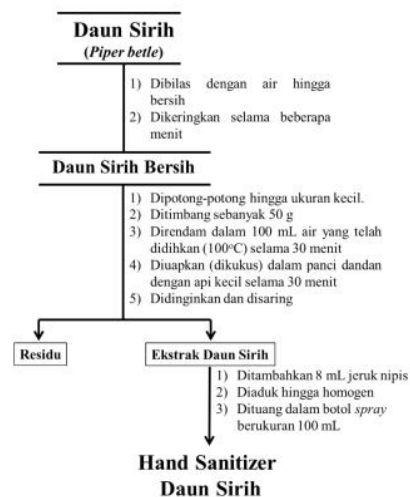 Daun Sirih
(Piper betle)
1) Dibilas dengan air hingga
bersih
2) Dikeringkan selama beberapa
menit
Daun Sirih Bersih
1) Dipotong-potong hingga ukuran kecil.
2) Ditimbang sebanyak 50 g
3) Direndam dalam 100 mL air yang telah
didihkan (100°C) selama 30 menit
4) Diuapkan (dikukus) dalam panci dandan
dengan api kecil selama 30 menit
5) Didinginkan dan disaring
Residu
Ekstrak Daun Sirih
1) Ditambahkan 8 mL jeruk nipis
2) Diaduk hingga homogen
3) Dituang dalam botol spray
berukuran 100 mL
Hand Sanitizer
Daun Sirih